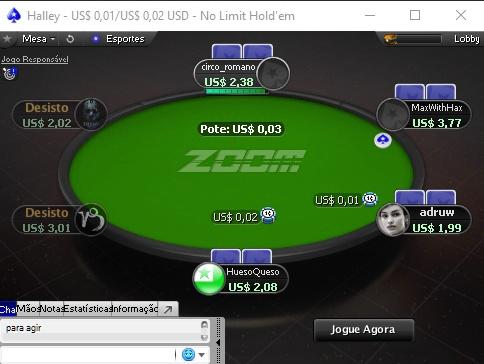 Halley - US$ 0,01/US$ 0,02 USD - No Limit Hold'em
Mesa
Esportes
Lobby
Jogo Responsável
circo_romano
US$ 2,38
Desisto
US$ 2,02
MaxWithHax
US$ 3,77
Pote: US$ 0,03
ZOOM
US$ 0,01
Desisto
US$ 3,01
US$ 0,02
adruw
US$ 1,99
HuesoQueso
US$ 2,08
Cha Mãos Notas Estatísticas Informação
para agir
Jogue Agora